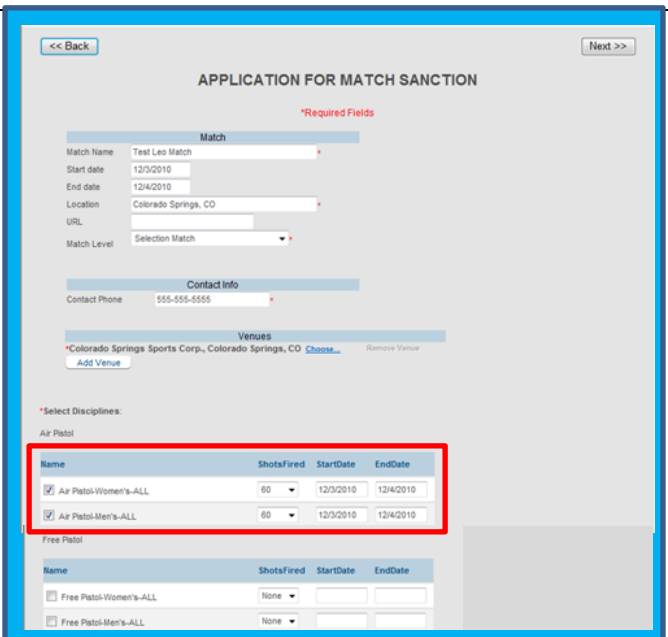 << Back Next >>
APPLICATION FOR MATCH SANCTION
*Required Fields
Match
Match Name Test Leo Match *
Start date 12/3/2010
End date 12/4/2010
Location Colorado Springs, CO *
URL
Match Level Selection Match *
Contact Info
Contact Phone 555-555-5555 *
Venues
*Colorado Springs Sports Corp., Colorado Springs, CO Choose... Remove Venue
Add Venue
*Select Disciplines:
Air Pistol
Name ShotsFired StartDate EndDate
Air Pistol-Women's-ALL 60 12/3/2010 12/4/2010
Air Pistol-Men's-ALL 60 12/3/2010 12/4/2010
Free Pistol
Name ShotsFired StartDate EndDate
Free Pistol-Women's-ALL None
Free Pistol-Men's-ALL None